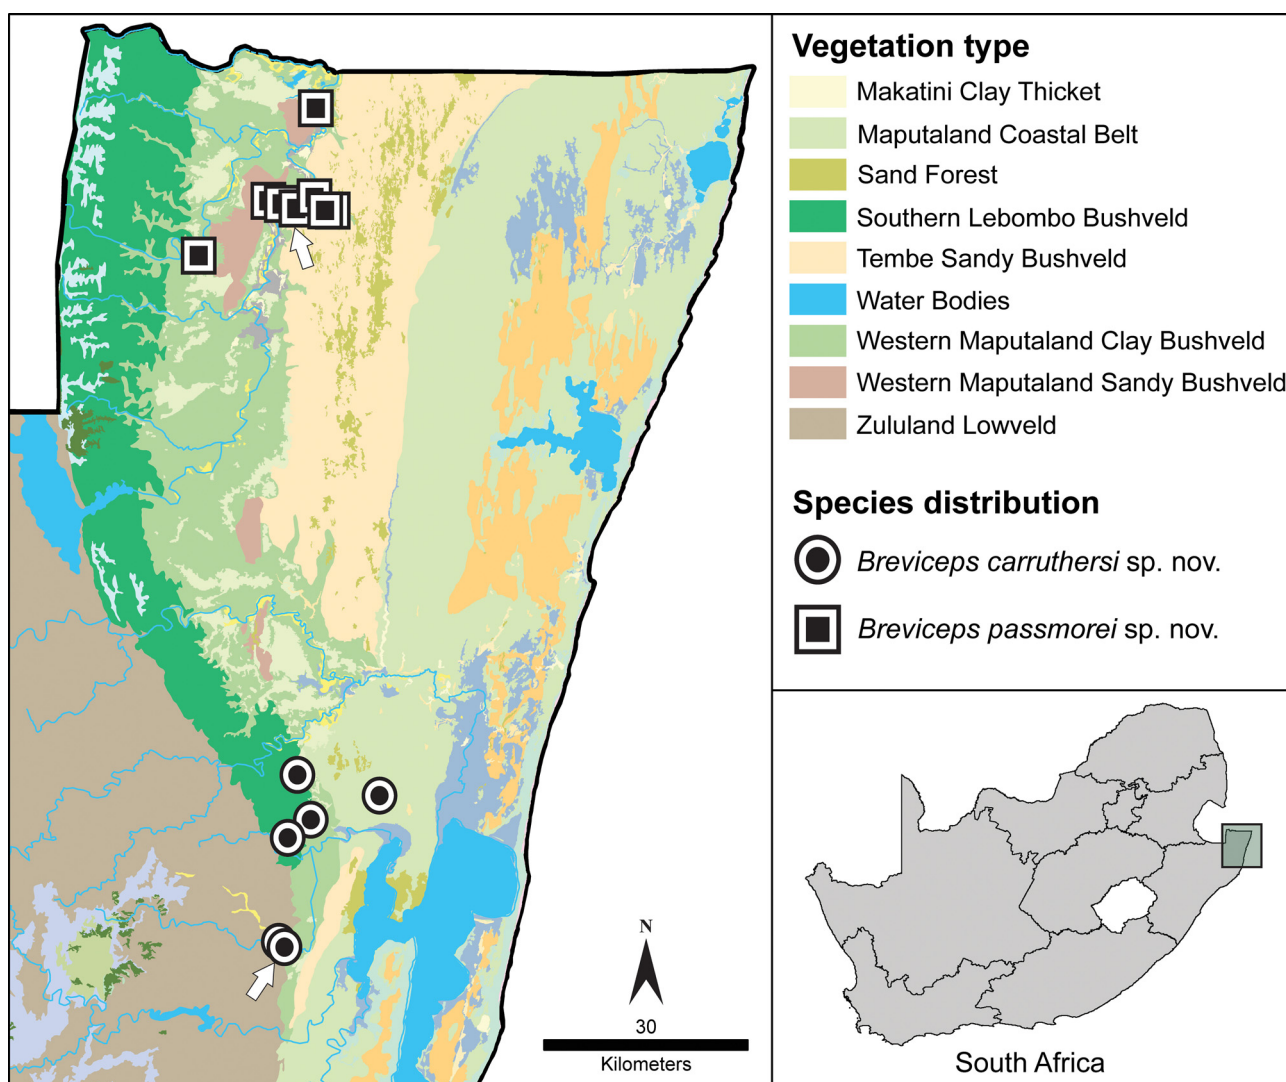 Vegetation type
Makatini Clay Thicket
Maputaland Coastal Belt
Sand Forest
Southern Lebombo Bushveld
Tembe Sandy Bushveld
Water Bodies
Western Maputaland Clay Bushveld
Western Maputaland Sandy Bushveld
Zululand Lowveld
Species distribution
Breviceps carruthersi sp. nov.
Breviceps passmorei sp. nov.
N
30
Kilometers
South Africa